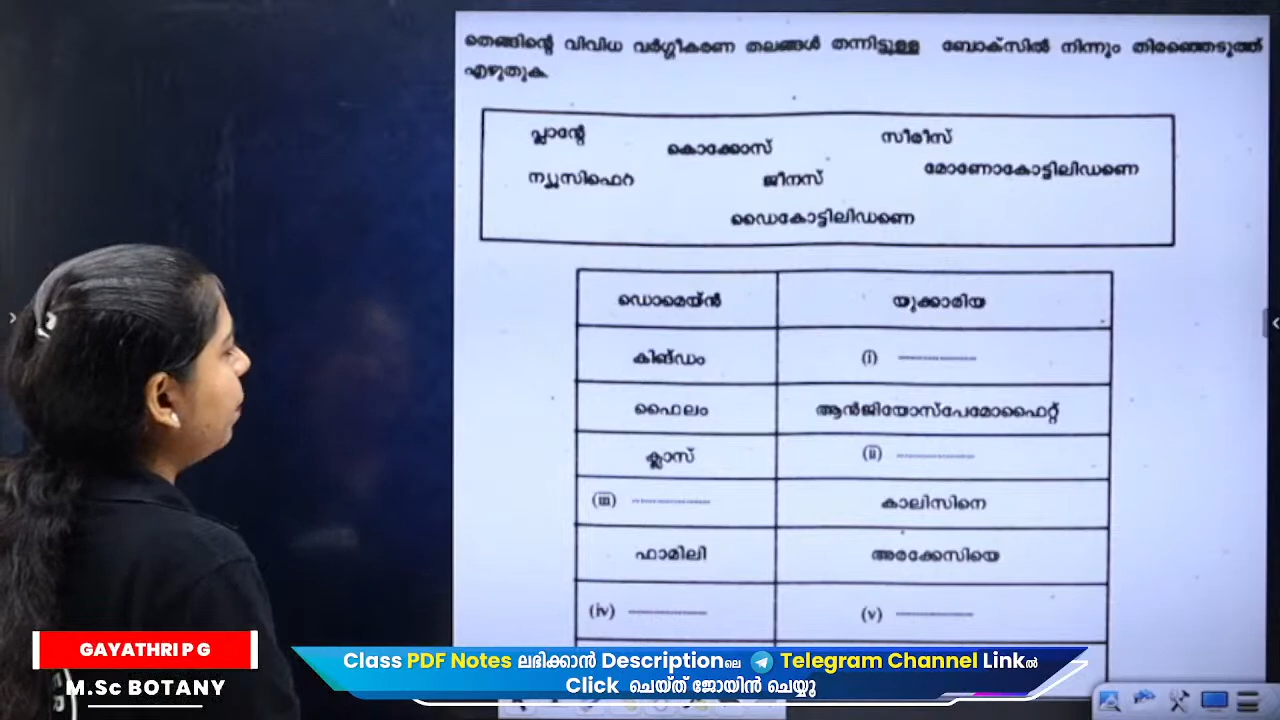 തെങ്ങിന്റെ വിവിധ വർഗ്ഗീകരണ തലങ്ങൾ തന്നിട്ടുള്ള ബോക്സിൽ നിന്നും തിരഞ്ഞെടുത്ത്
എഴുതുക.
പ്ലാന്റേ
കൊക്കോസ്
സീരീസ്
ന്യൂസിഫെറ
ജീനസ്
മോണോകോട്ടിലിഡണെ
ഡൈകോട്ടിലിഡണെ
ഡൊമെയ്ൻ യുക്കാരിയ
കിങ്ഡം (i) ----------
ഫൈലം ആൻജിയോസ്പേമോഫൈറ്റ്
ക്ലാസ് (ii) ----------
(iii) ---------- കാലിസിനെ
ഫാമിലി അരക്കേസിയെ
(iv) ---------- (v) ----------
GAYATHRI P G
M.Sc BOTANY
Class PDF Notes ലഭിക്കാൻ Descriptionലെ Telegram Channel Linkൽ
Click ചെയ്ത് ജോയിൻ ചെയ്യൂ